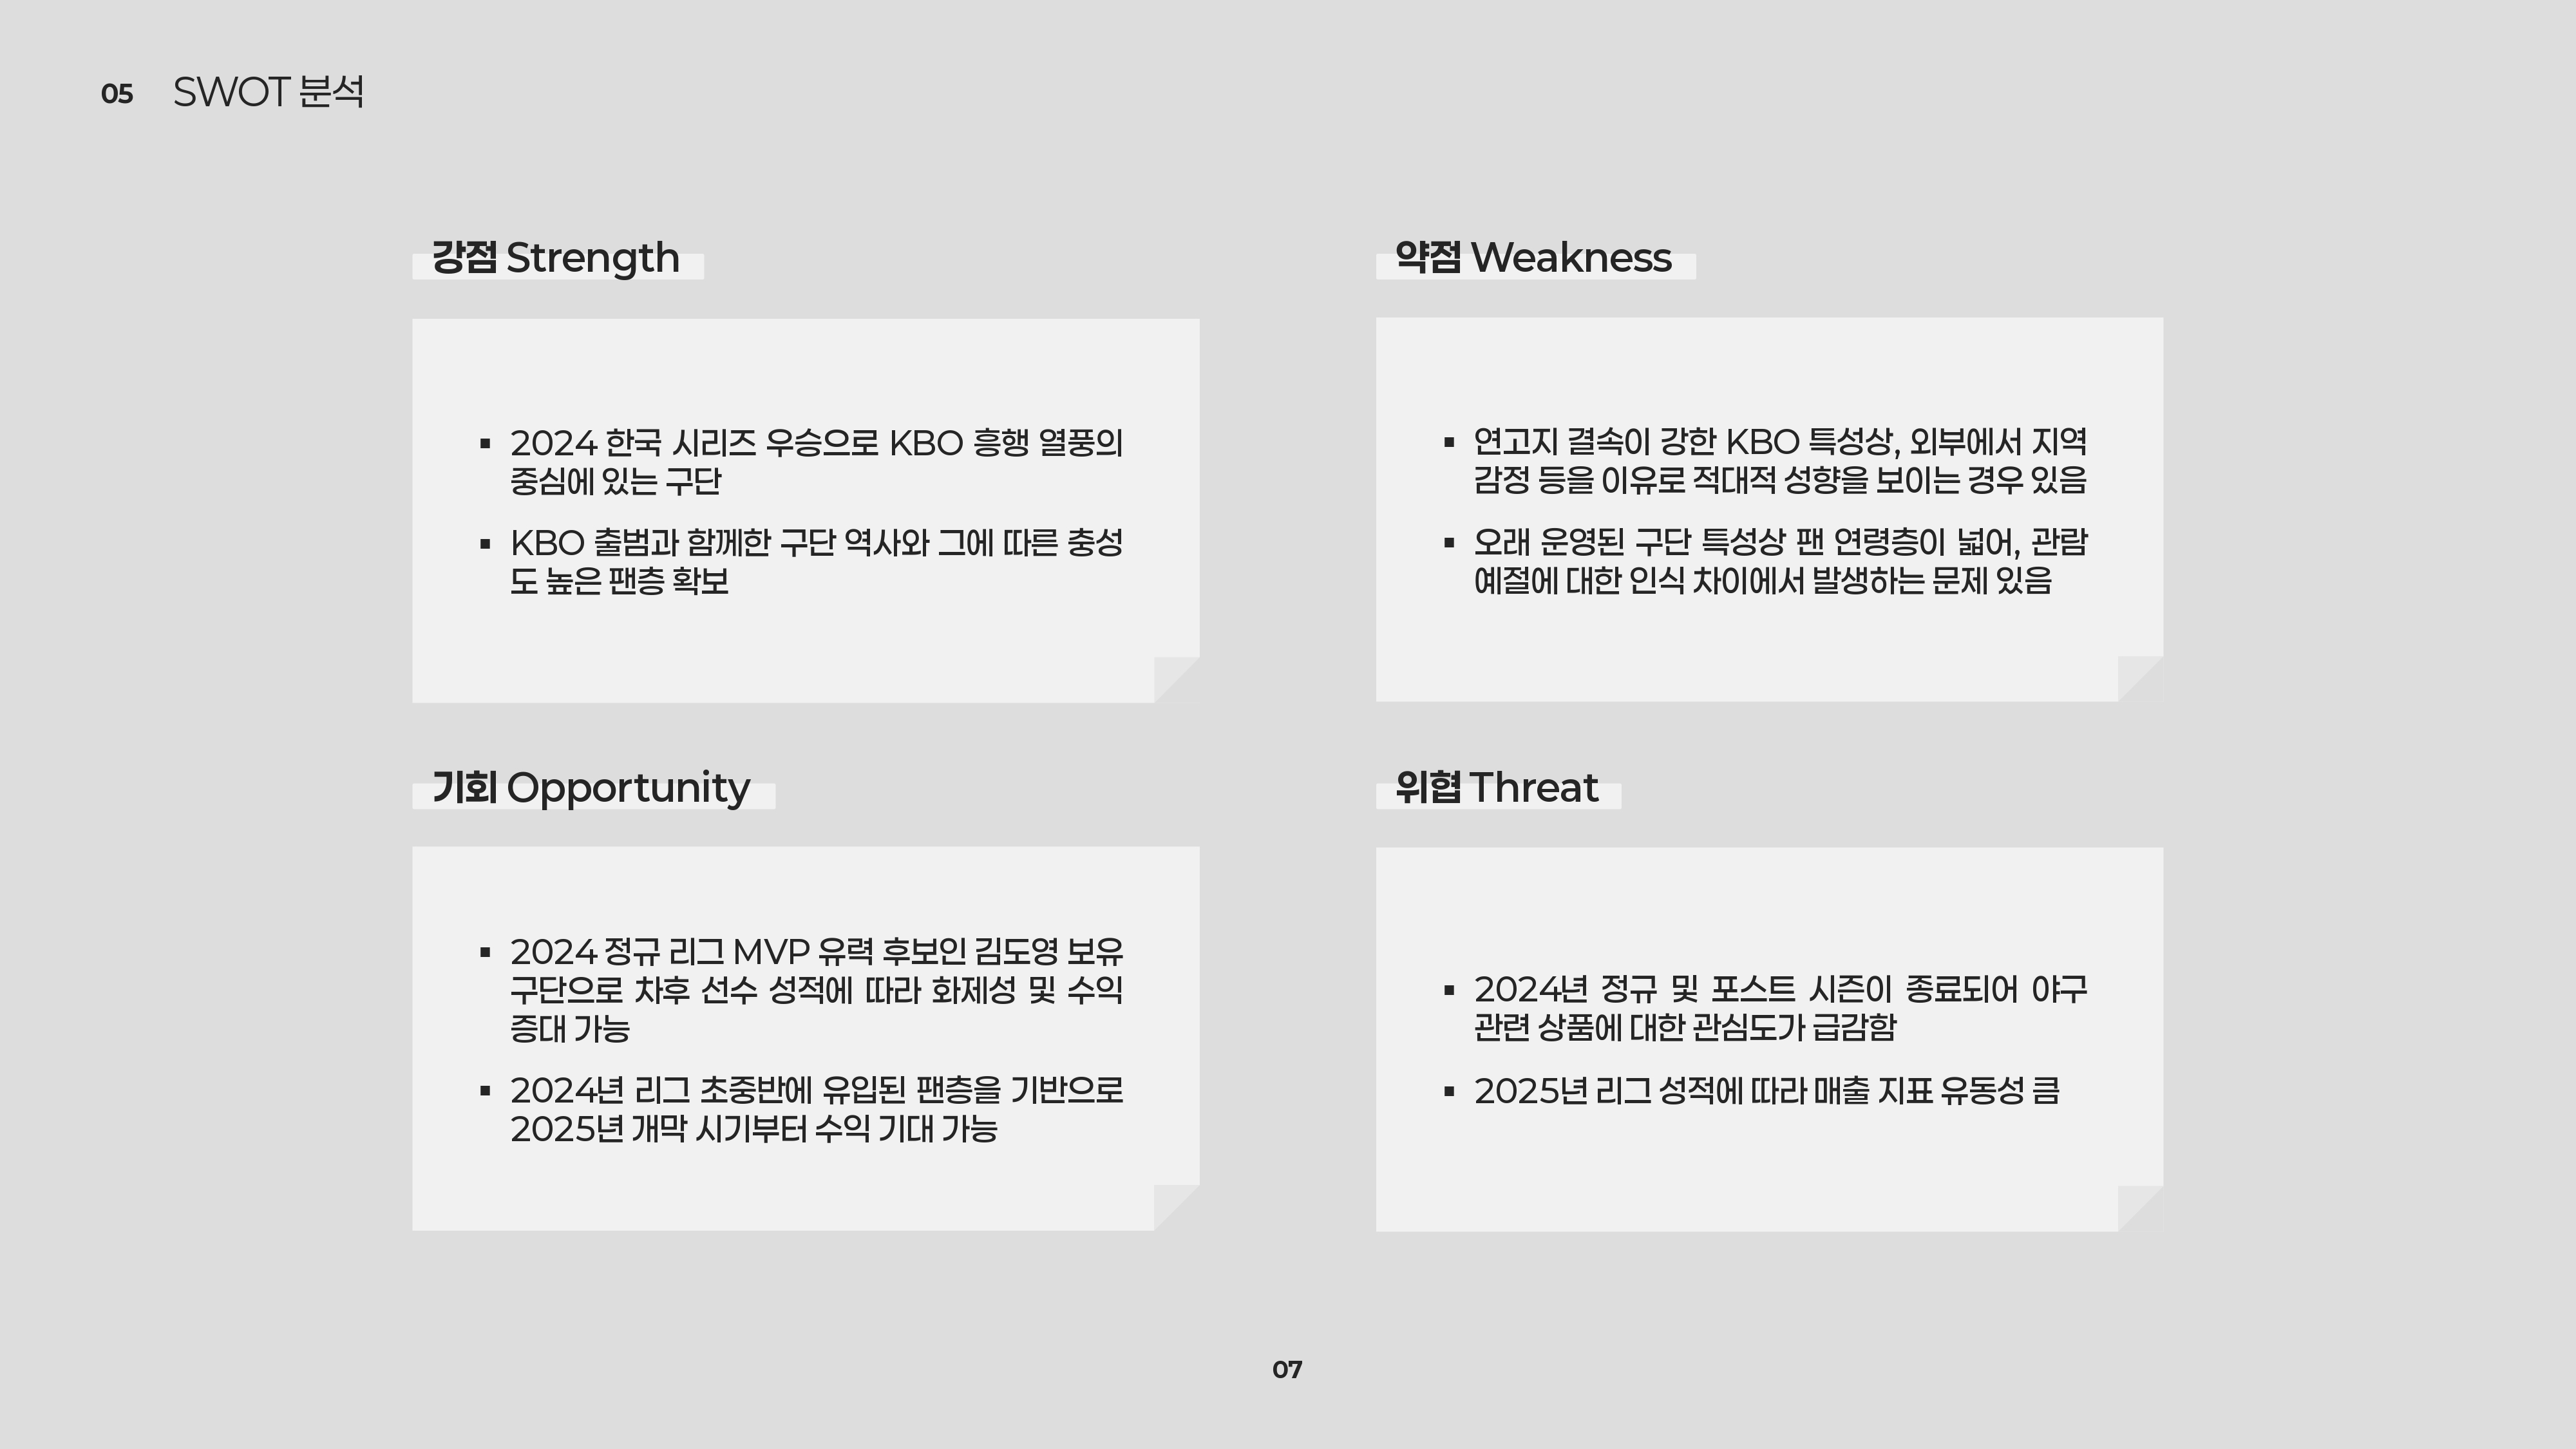 05 SWOT 분석
강점 Strength
2024 한국 시리즈 우승으로 KBO 흥행 열풍의
중심에 있는 구단
KBO 출범과 함께한 구단 역사와 그에 따른 충성
도 높은 팬층 확보
약점 Weakness
연고지 결속이 강한 KBO 특성상, 외부에서 지역
감정 등을 이유로 적대적 성향을 보이는 경우 있음
오래 운영된 구단 특성상 팬 연령층이 넓어, 관람
예절에 대한 인식 차이에서 발생하는 문제 있음
기회 Opportunity
2024 정규 리그 MVP 유력 후보인 김도영 보유
구단으로 차후 선수 성적에 따라 화제성 및 수익
증대 가능
2024년 리그 초중반에 유입된 팬층을 기반으로
2025년 개막 시기부터 수익 기대 가능
위협 Threat
2024년 정규 및 포스트 시즌이 종료되어 야구
관련 상품에 대한 관심도가 급감함
2025년 리그 성적에 따라 매출 지표 유동성 큼
07